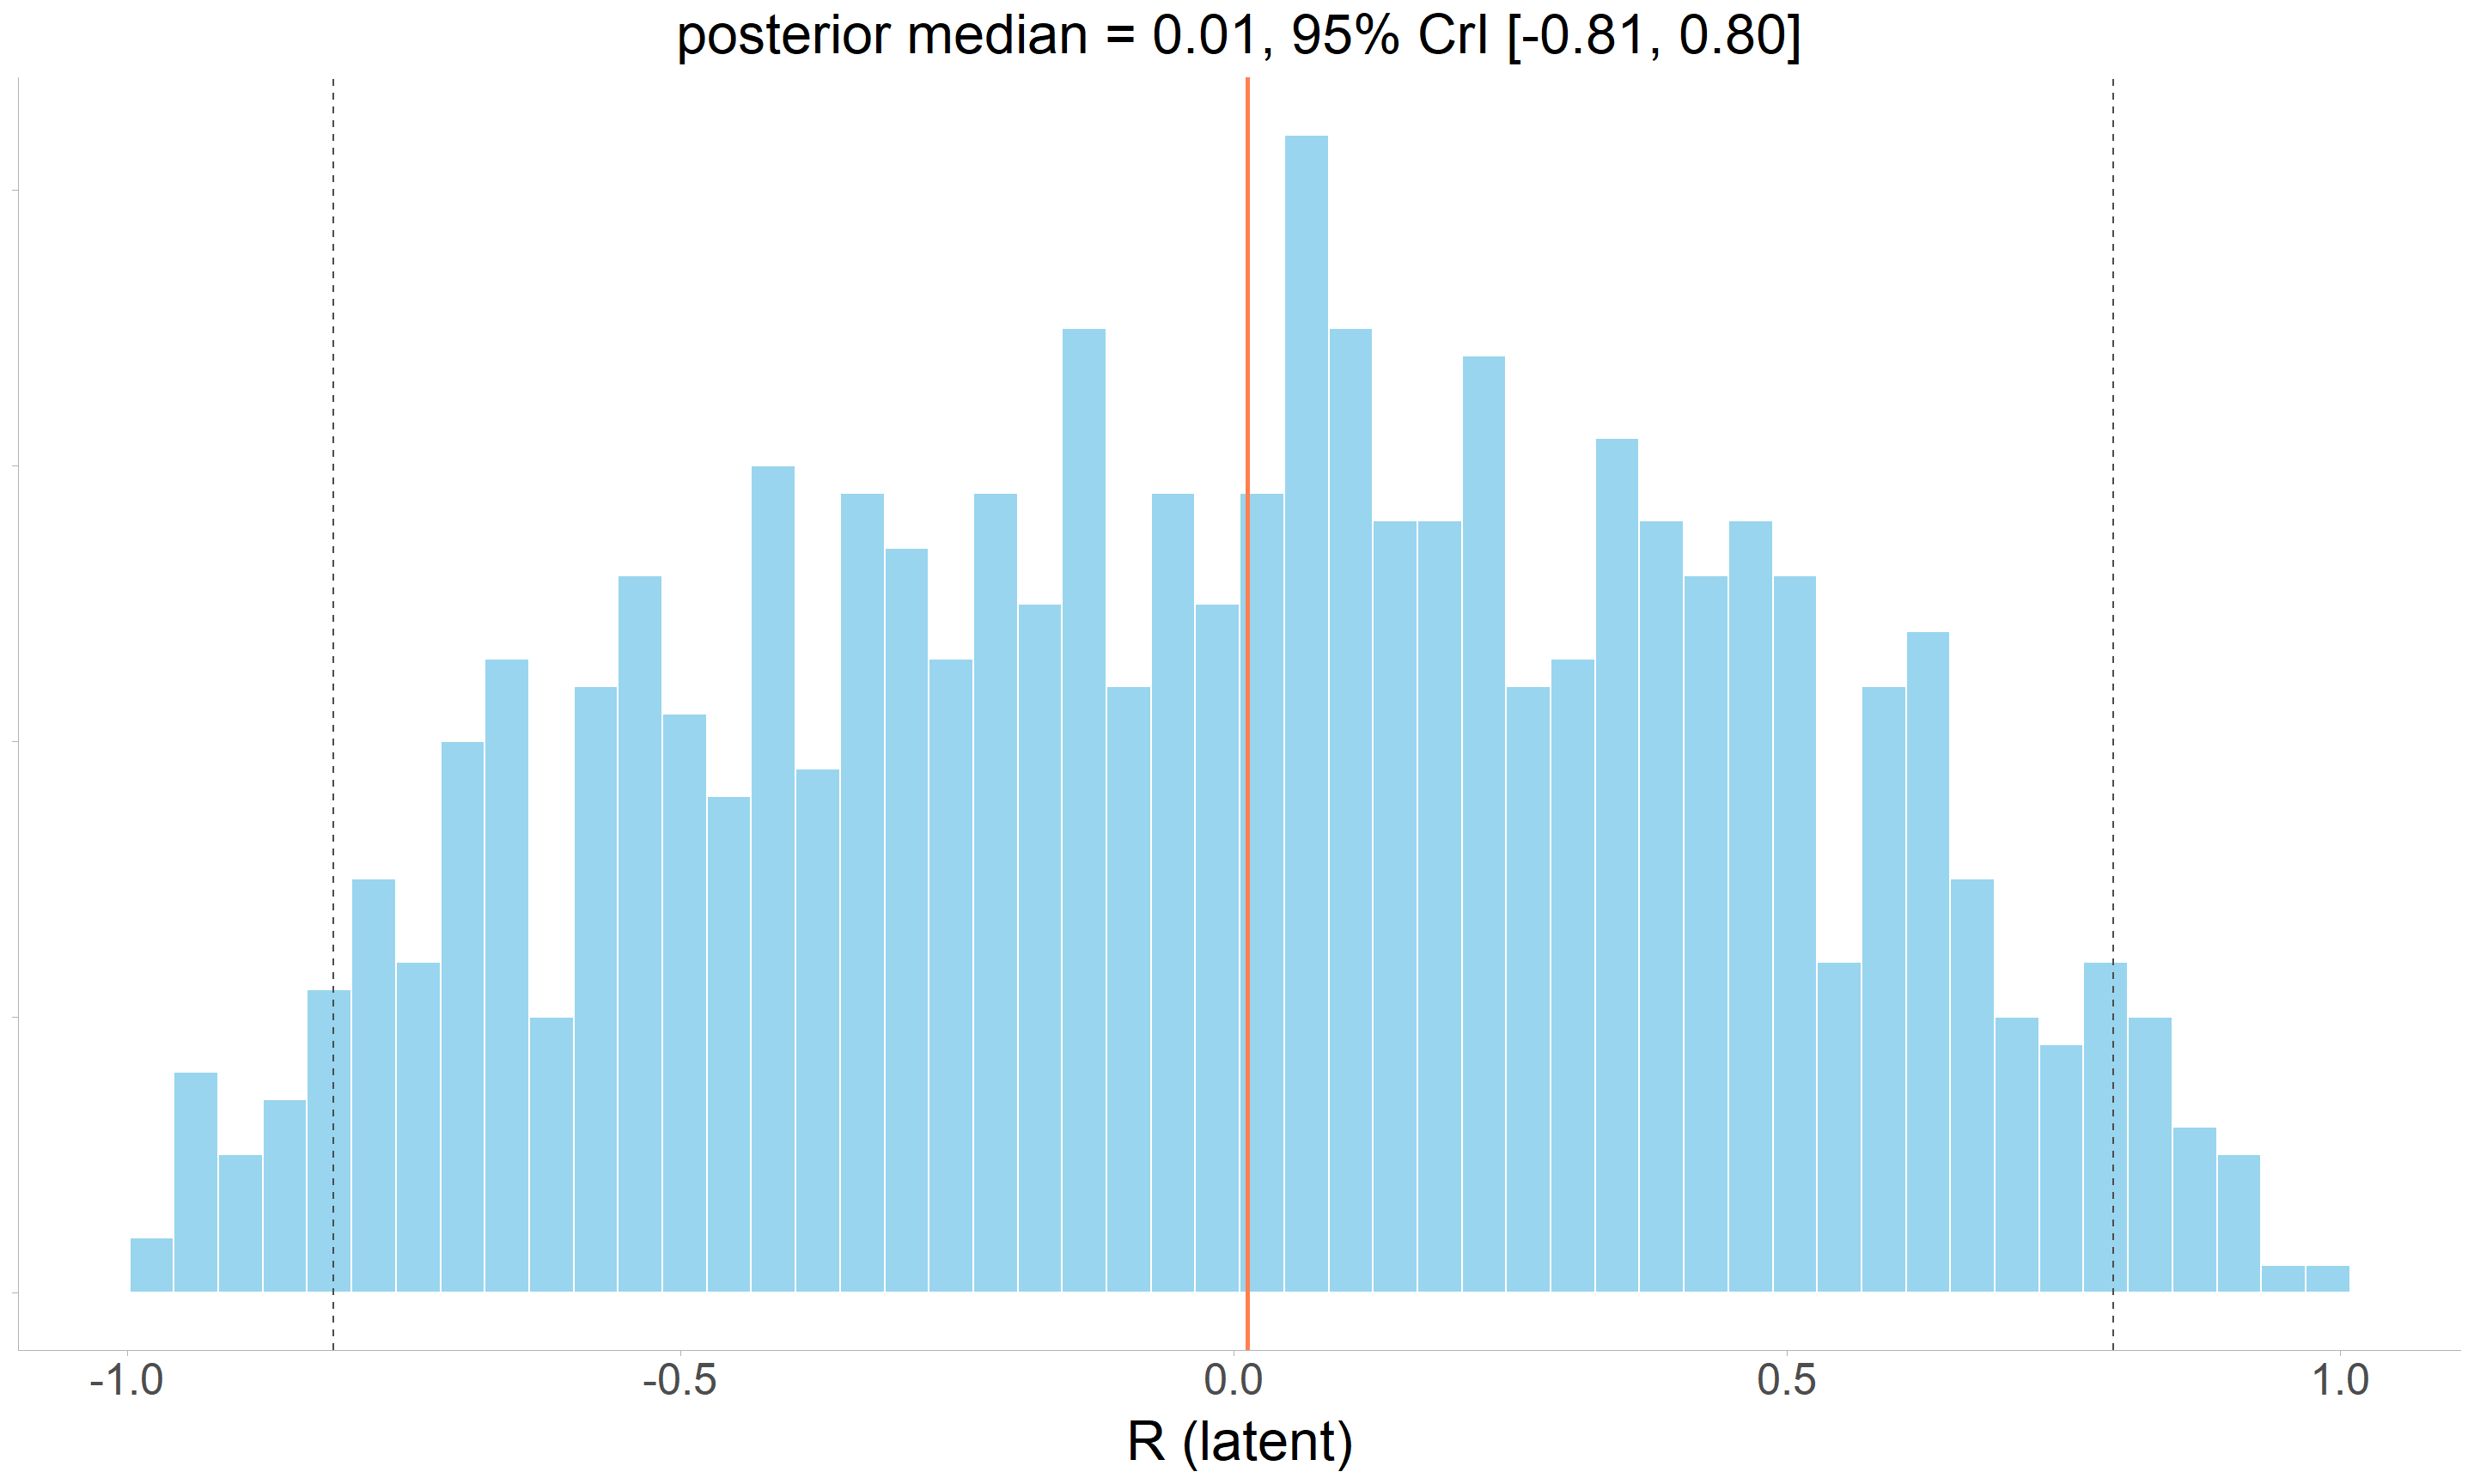 posterior median = 0.01, 95% CrI [-0.81, 0.80]
-1.0 -0.5 0.0 0.5 1.0
R (latent)